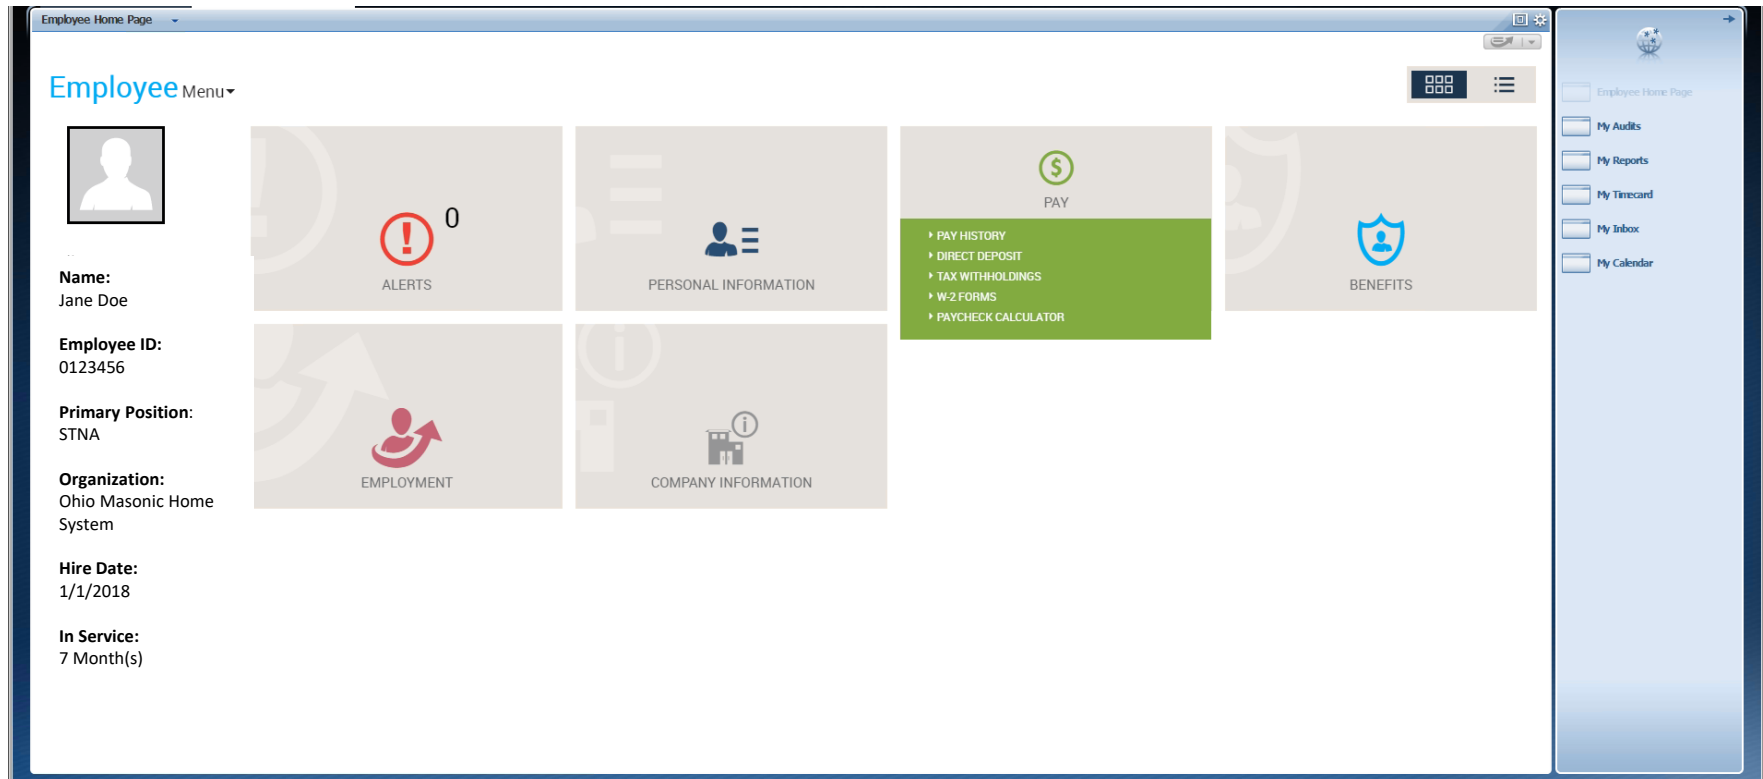 Employee Home Page
Employee Menu
Name:
Jane Doe
Employee ID:
0123456
Primary Position:
STNA
Organization:
Ohio Masonic Home
System
Hire Date:
1/1/2018
In Service:
7 Month(s)
0
ALERTS
PERSONAL INFORMATION
PAY
PAY HISTORY
DIRECT DEPOSIT
TAX WITHHOLDINGS
W-2 FORMS
PAYCHECK CALCULATOR
BENEFITS
EMPLOYMENT
COMPANY INFORMATION
Employee Home Page
My Audits
My Reports
My Timecard
My Inbox
My Calendar